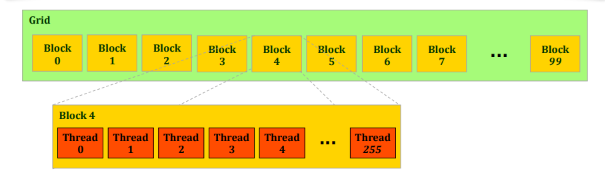 Grid
Block 0
Block 1
Block 2
Block 3
Block 4
Block 5
Block 6
Block 7
...
Block 99
Block 4
Thread 0
Thread 1
Thread 2
Thread 3
Thread 4
...
Thread 255